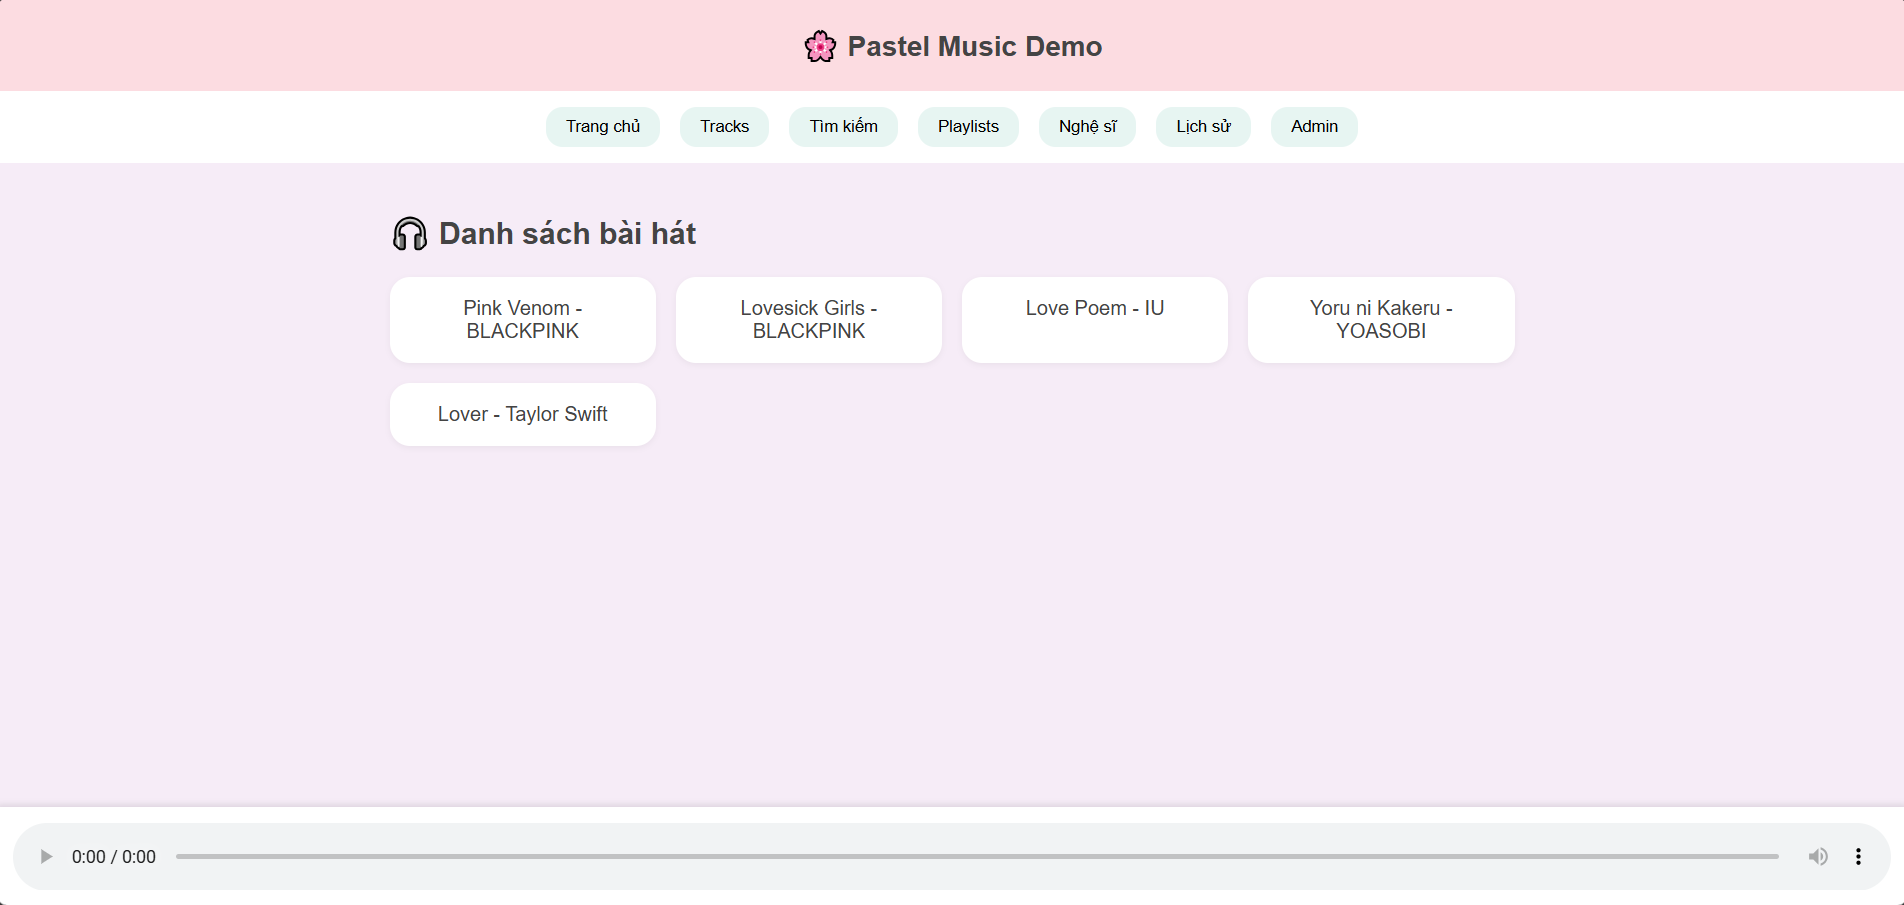 🌸 Pastel Music Demo
Trang chủ Tracks Tìm kiếm Playlists Nghệ sĩ Lịch sử Admin
🎧 Danh sách bài hát
Pink Venom -
BLACKPINK
Lovesick Girls -
BLACKPINK
Love Poem - IU
Yoru ni Kakeru -
YOASOBI
Lover - Taylor Swift
0:00 / 0:00